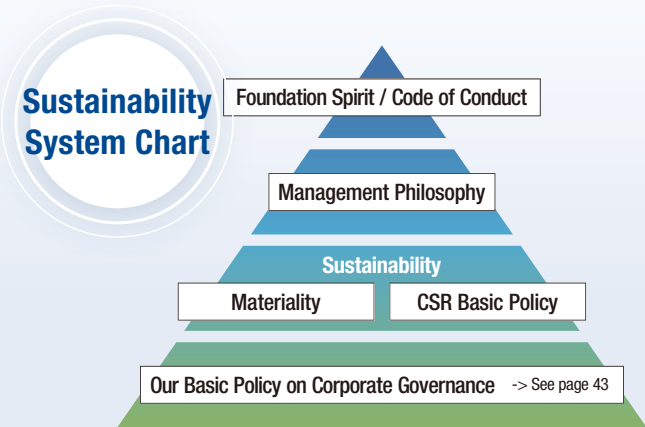 Sustainability
System Chart
Foundation Spirit / Code of Conduct
Management Philosophy
Sustainability
Materiality
CSR Basic Policy
Our Basic Policy on Corporate Governance -> See page 43